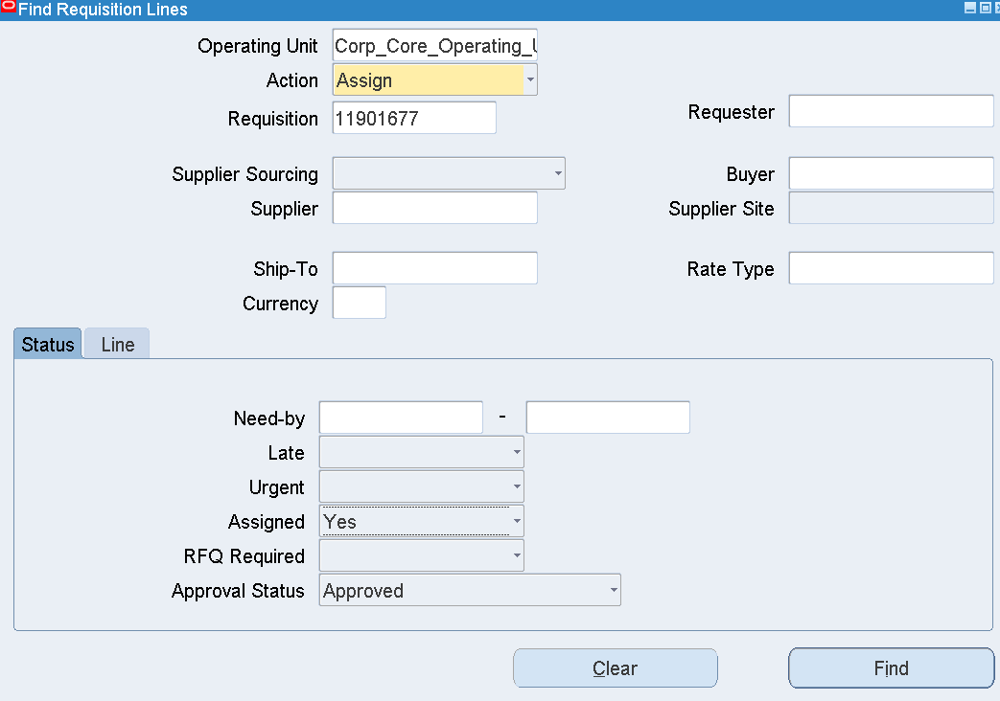 Find Requisition Lines
Operating Unit Corp_Core_Operating_
Action Assign
Requisition 11901677
Requester
Supplier Sourcing
Buyer
Supplier
Supplier Site
Ship-To
Rate Type
Currency
Status Line
Need-by -
Late
Urgent
Assigned Yes
RFQ Required
Approval Status Approved
Clear Find